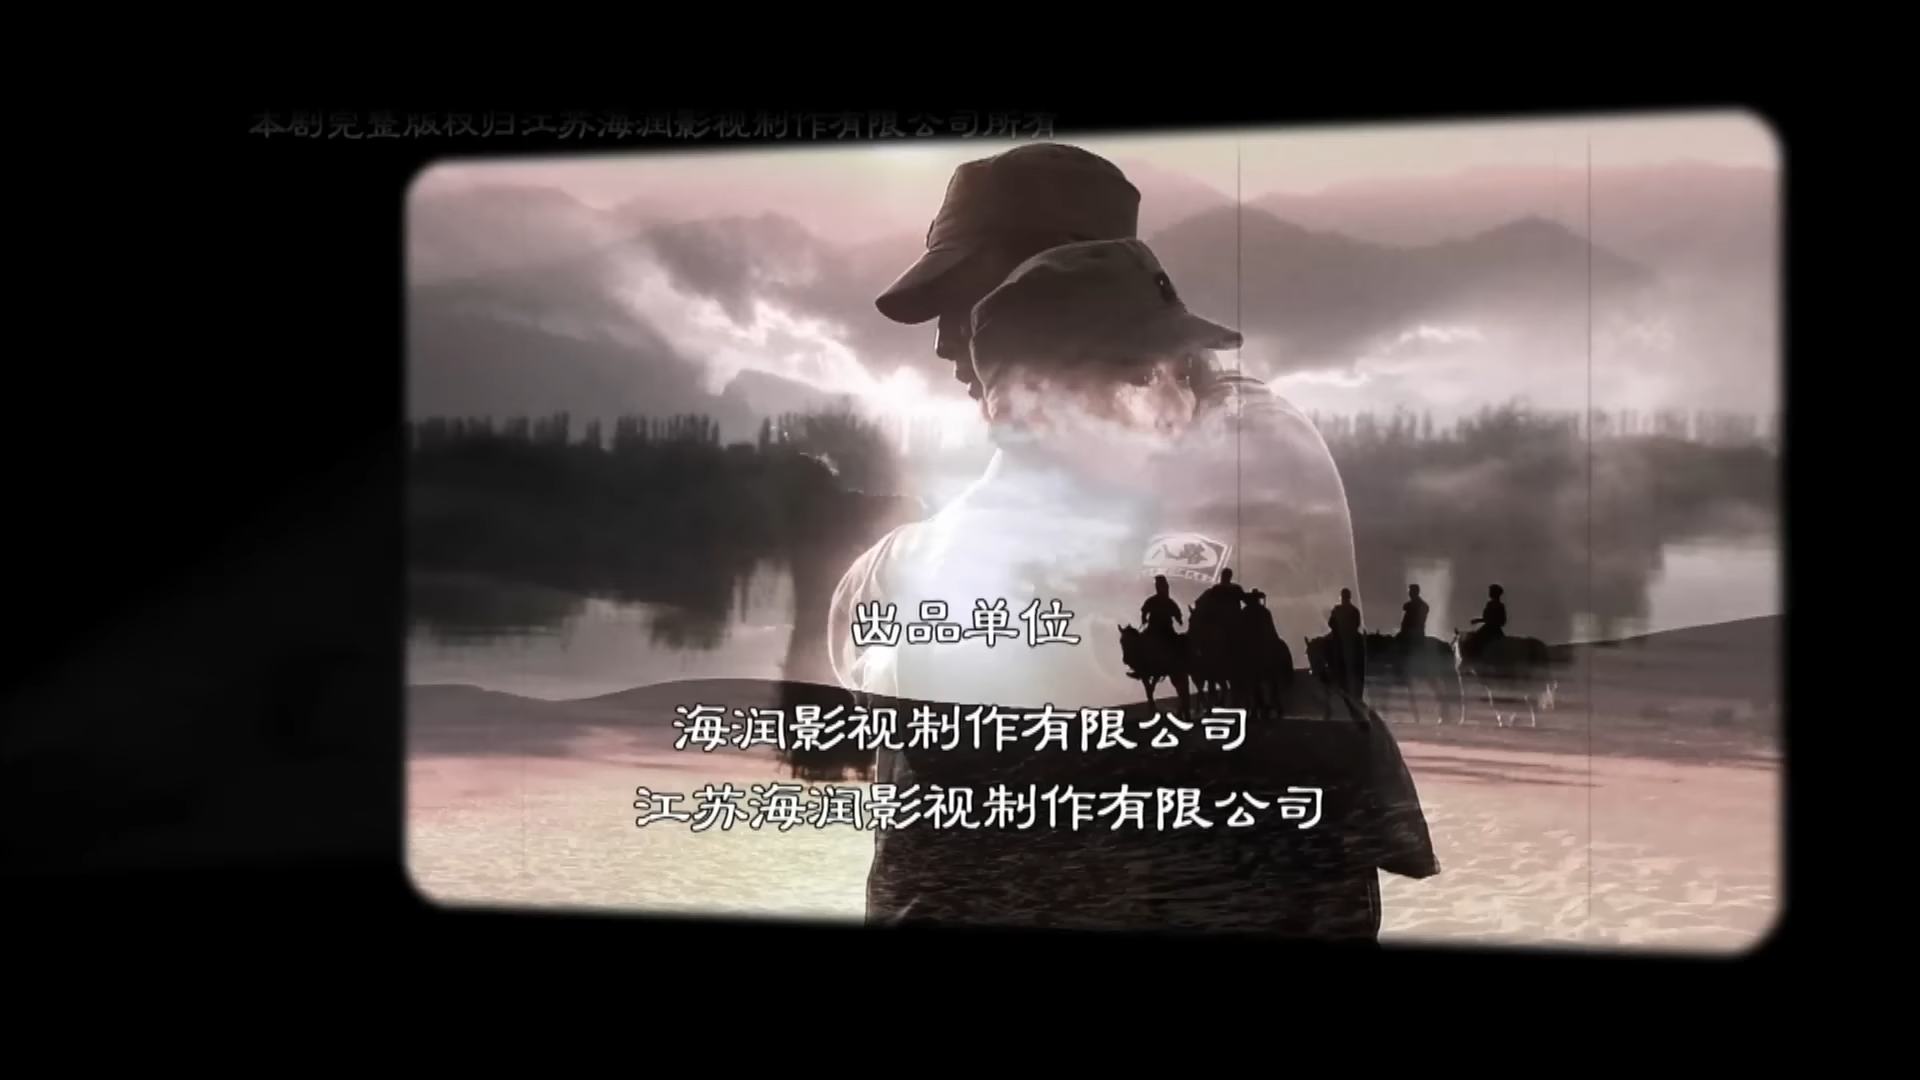 本剧完整版权归江苏海润影视制作有限公司所有
八路
出品单位
海润影视制作有限公司
江苏海润影视制作有限公司